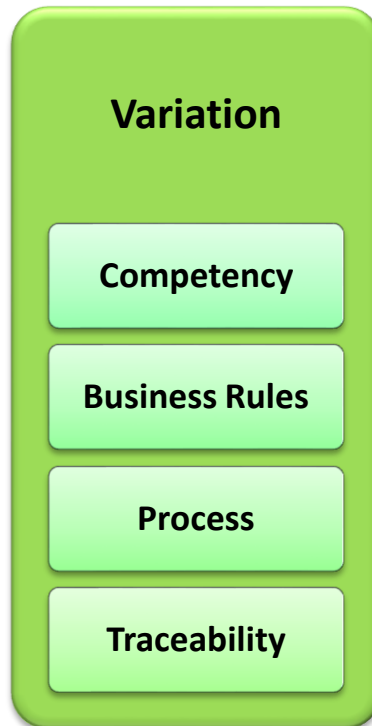 Variation
Competency
Business Rules
Process
Traceability